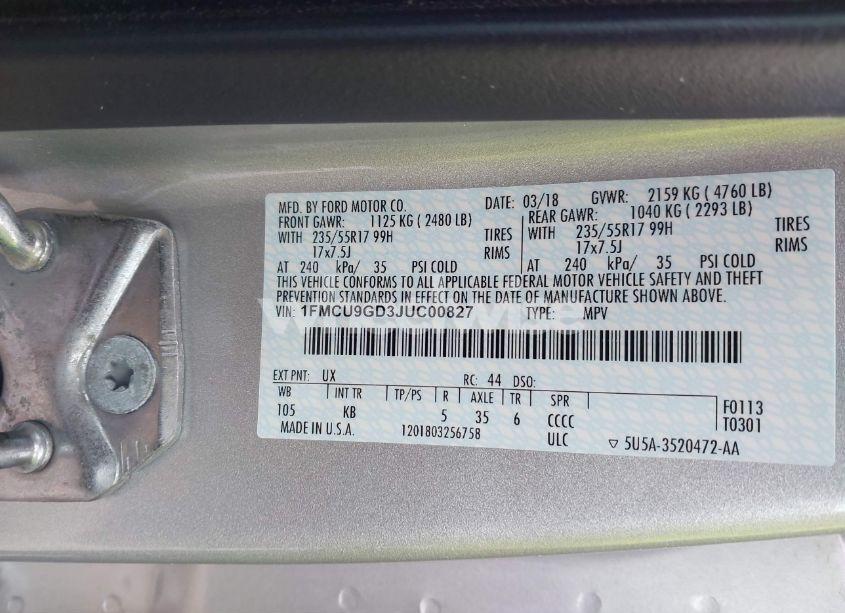 MFD. BY FORD MOTOR CO. DATE: 03/18 GVWR: 2159 KG ( 4760 LB)
FRONT GAWR: 1125 KG ( 2480 LB) REAR GAWR: 1040 KG ( 2293 LB)
WITH 235/55R17 99H TIRES WITH 235/55R17 99H TIRES
17x7.5J RIMS 17x7.5J RIMS
AT 240 kPa/ 35 PSI COLD AT 240 kPa/ 35 PSI COLD
THIS VEHICLE CONFORMS TO ALL APPLICABLE FEDERAL MOTOR VEHICLE SAFETY AND THEFT
PREVENTION STANDARDS IN EFFECT ON THE DATE OF MANUFACTURE SHOWN ABOVE.
VIN: 1FMCU9GD3JUC00827 TYPE: MPV
EXT PNT: UX RC: 44 DSO:
WB INT TR TP/PS R AXLE TR SPR F0113
105 KB 5 35 6 CCCC T0301
MADE IN U.S.A. 1201803256758 ULC ▽ 5U5A-3520472-AA